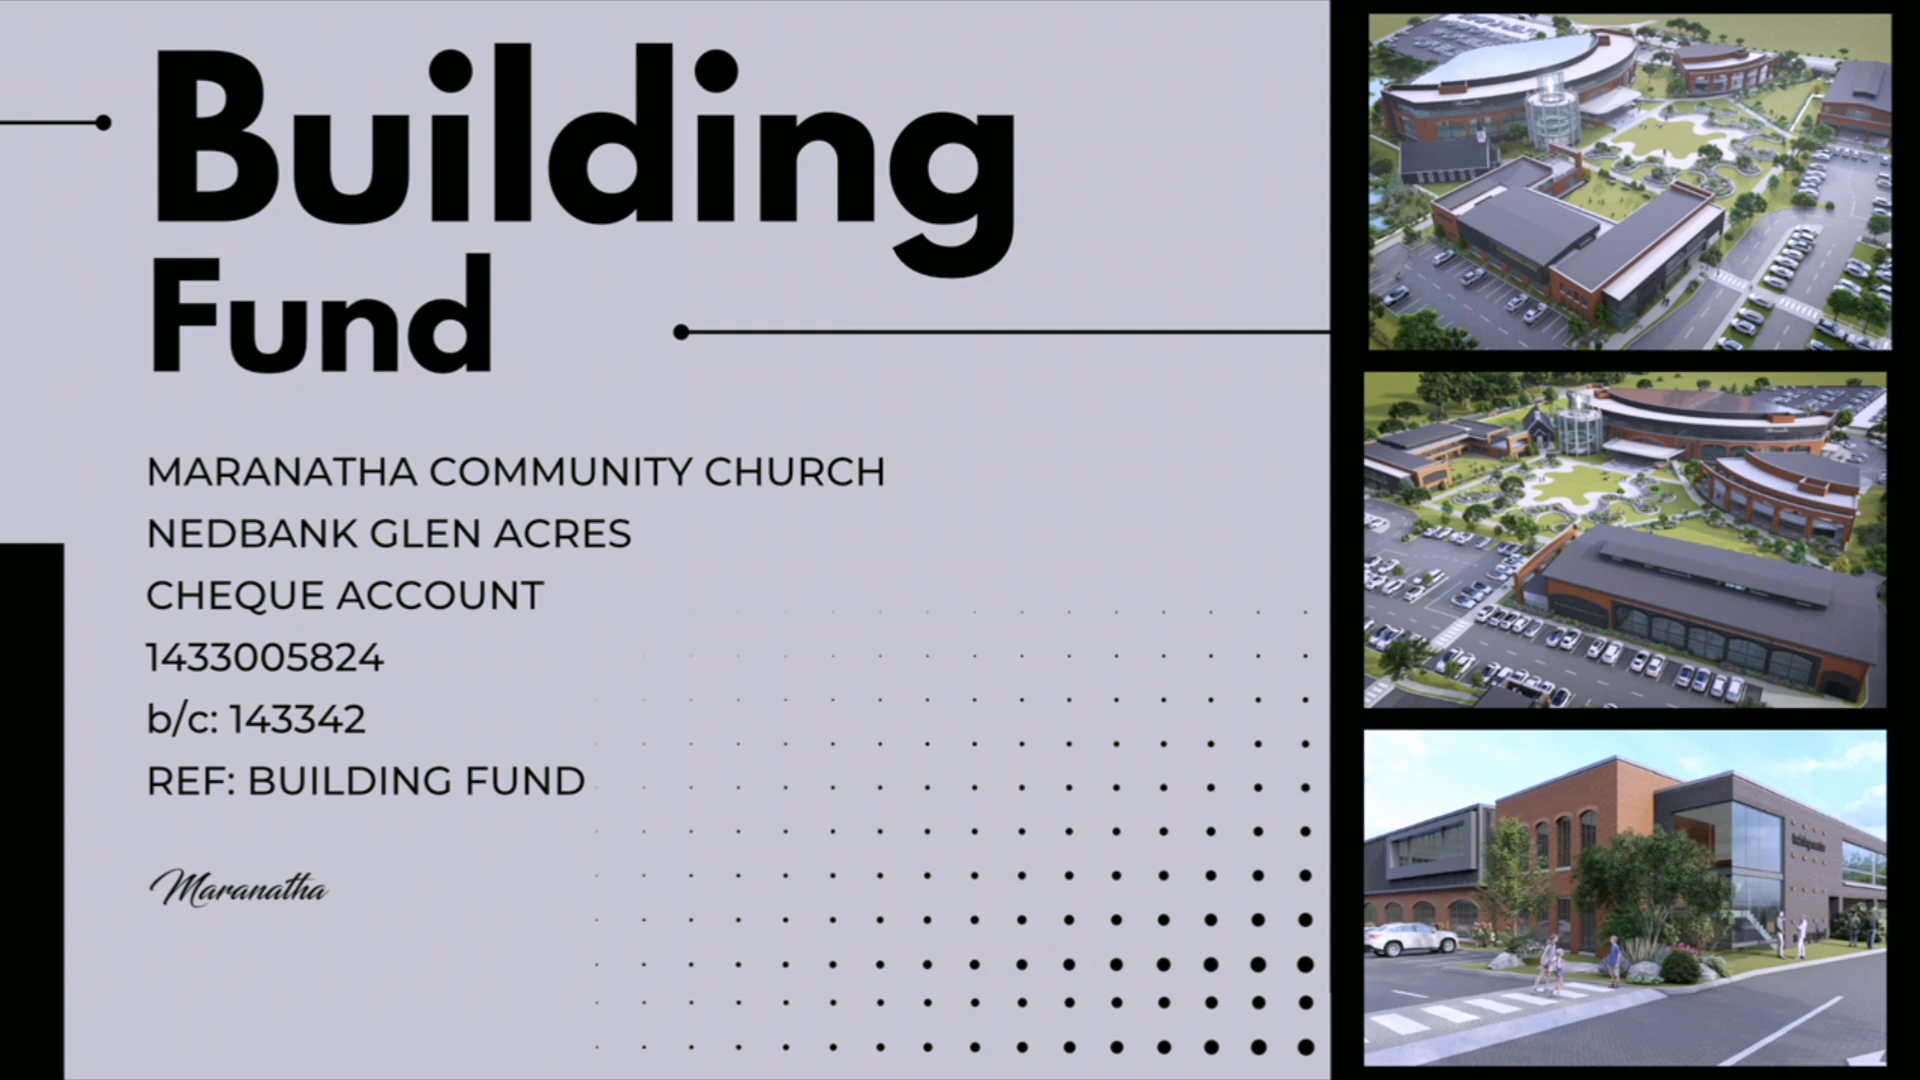 Building
Fund
MARANATHA COMMUNITY CHURCH
NEDBANK GLEN ACRES
CHEQUE ACCOUNT
1433005824
b/c: 143342
REF: BUILDING FUND
Maranatha